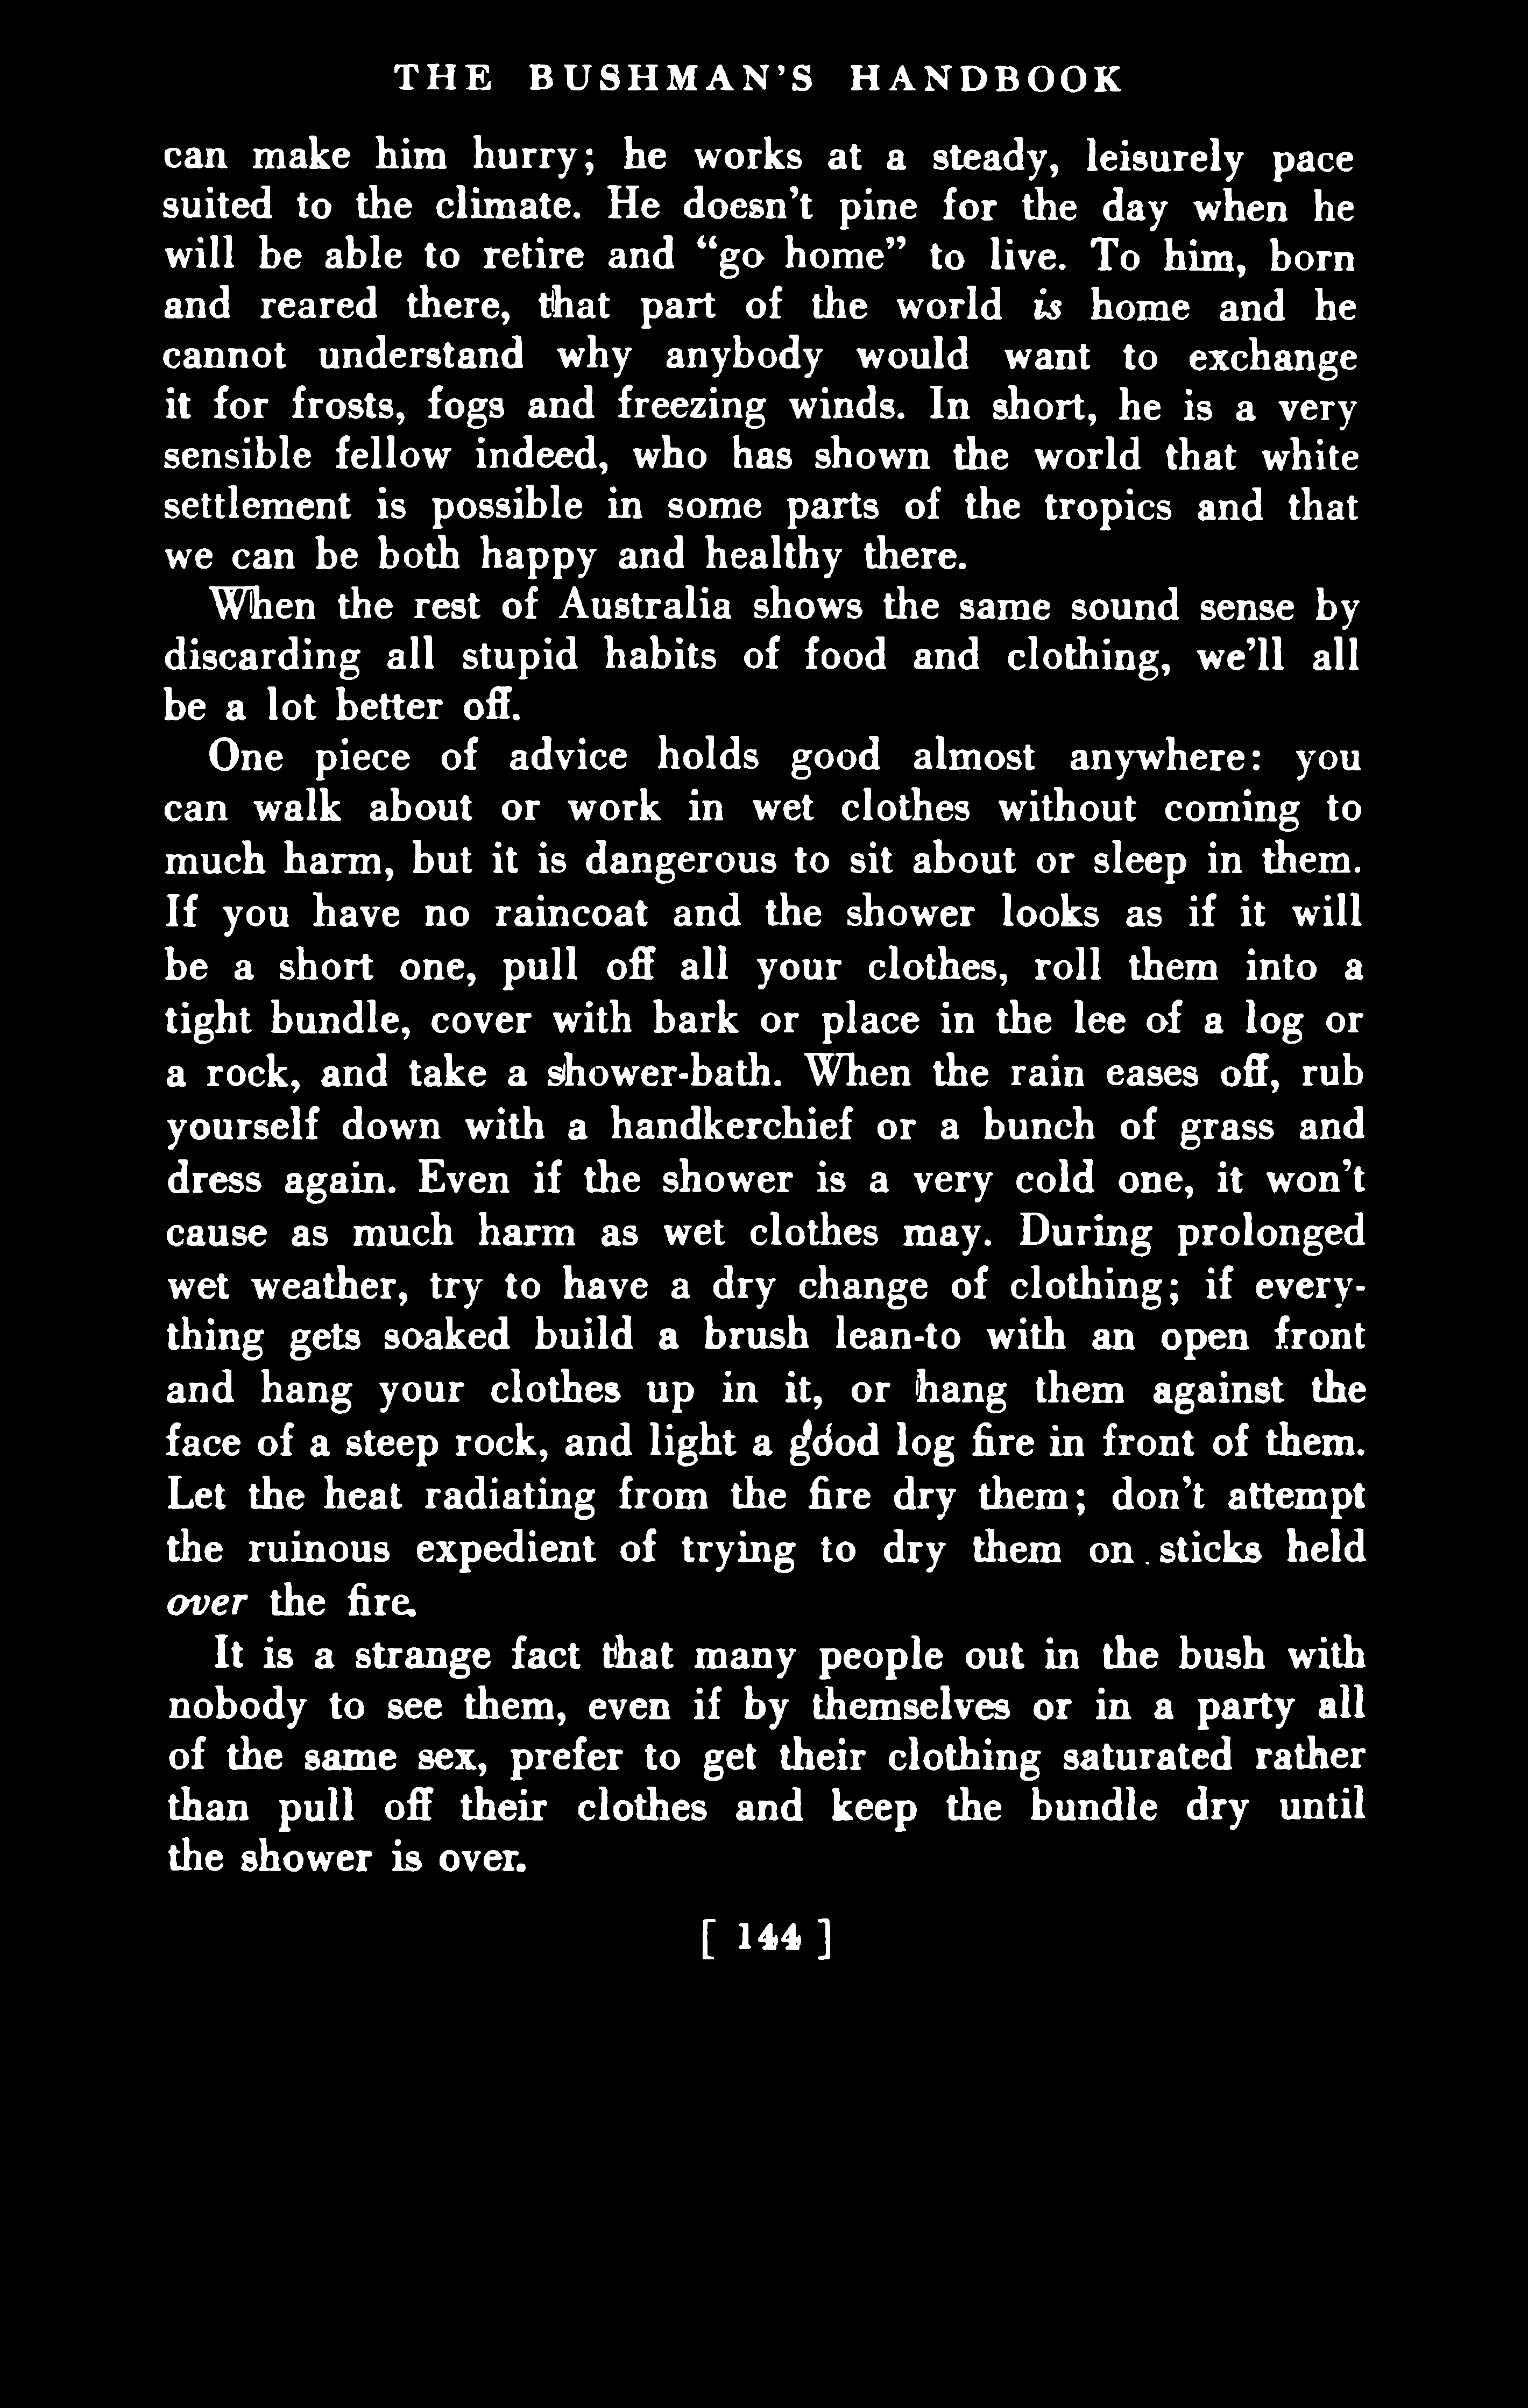 THE BUSHMAN'S HANDBOOK
can make him hurry; he works at a steady, leisurely pace
suited to the climate. He doesn't pine for the day when he
will be able to retire and “go home” to live. To him, born
and reared there, that part of the world is home and he
cannot understand why anybody would want to exchange
it for frosts, fogs and freezing winds. In short, he is a very
sensible fellow indeed, who has shown the world that white
settlement is possible in some parts of the tropics and that
we can be both happy and healthy there.
When the rest of Australia shows the same sound sense by
discarding all stupid habits of food and clothing, we'll all
be a lot better off.
One piece of advice holds good almost anywhere: you
can walk about or work in wet clothes without coming to
much harm, but it is dangerous to sit about or sleep in them.
If you have no raincoat and the shower looks as if it will
be a short one, pull off all your clothes, roll them into a
tight bundle, cover with bark or place in the lee of a log or
a rock, and take a shower-bath. When the rain eases off, rub
yourself down with a handkerchief or a bunch of grass and
dress again. Even if the shower is a very cold one, it won't
cause as much harm as wet clothes may. During prolonged
wet weather, try to have a dry change of clothing; if every-
thing gets soaked build a brush lean-to with an open front
and hang your clothes up in it, or hang them against the
face of a steep rock, and light a good log fire in front of them.
Let the heat radiating from the fire dry them; don't attempt
the ruinous expedient of trying to dry them on sticks held
over the fire.
It is a strange fact that many people out in the bush with
nobody to see them, even if by themselves or in a party all
of the same sex, prefer to get their clothing saturated rather
than pull off their clothes and keep the bundle dry until
the shower is over.
[ 144 ]